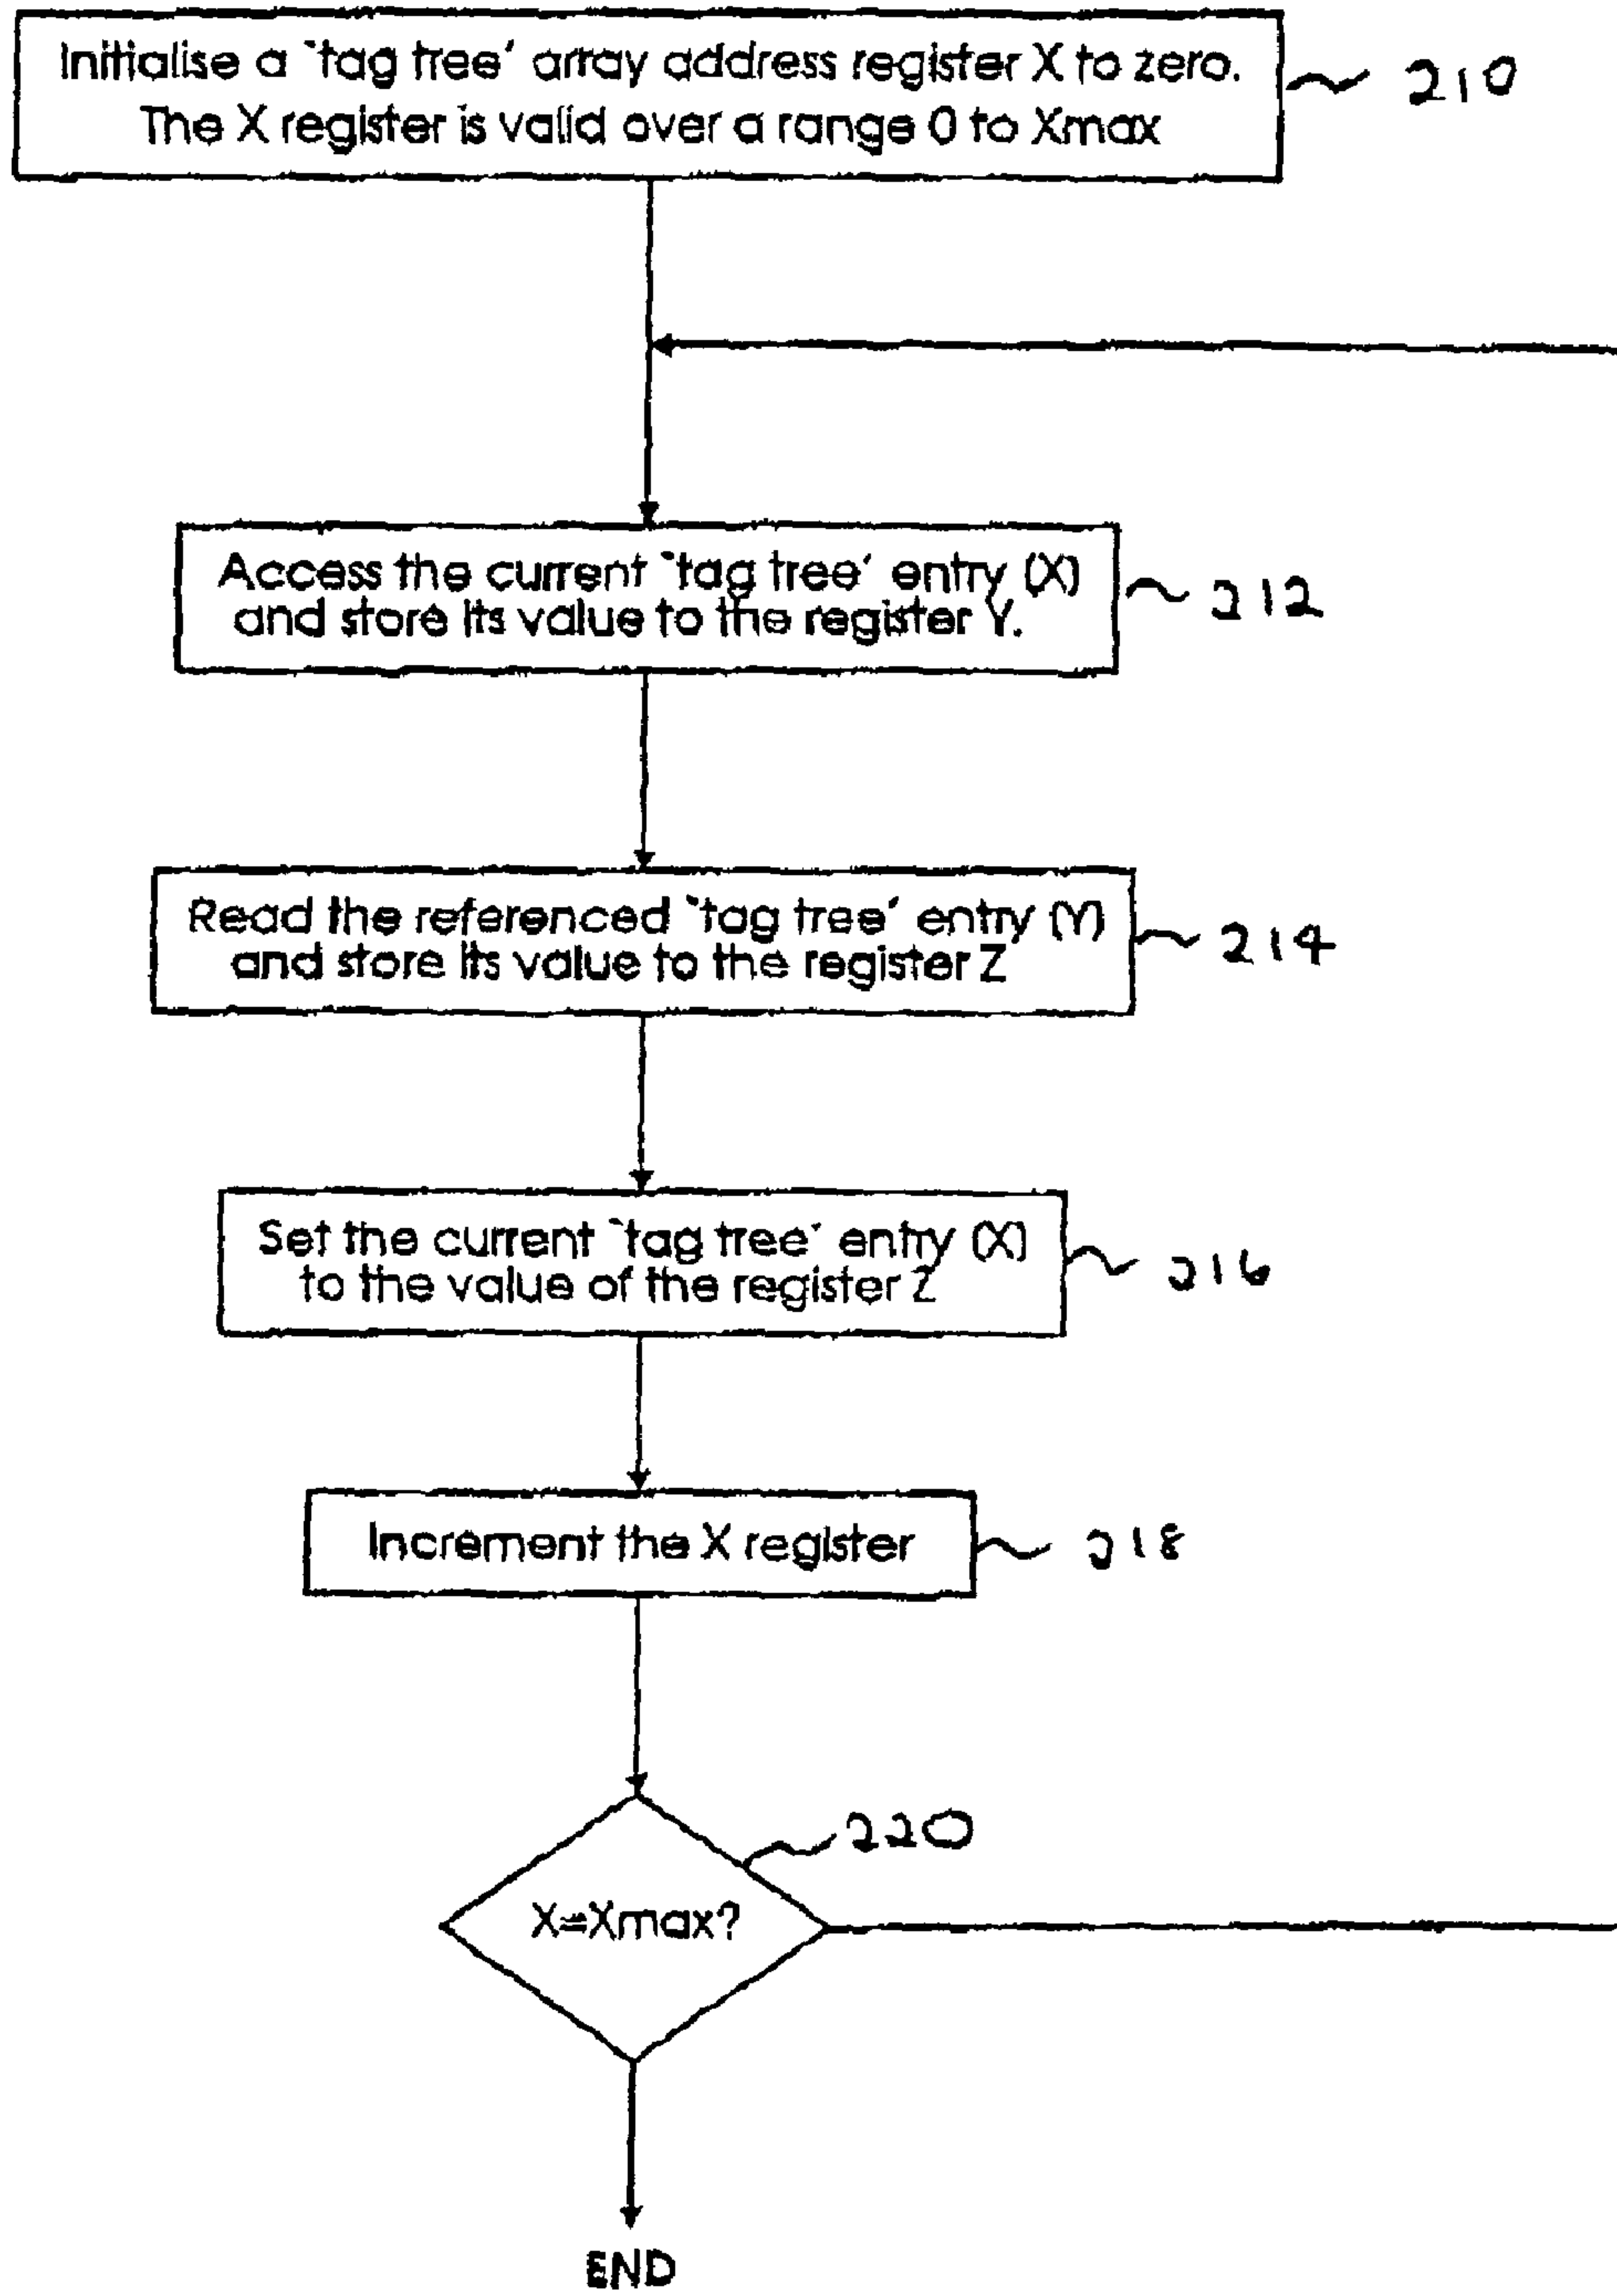 Initialise a `tag tree' array address register X to zero.
The X register is valid over a range 0 to Xmax
210
Access the current `tag tree' entry (X)
and store its value to the register Y.
212
Read the referenced `tag tree' entry (Y)
and store its value to the register Z
214
Set the current `tag tree' entry (X)
to the value of the register Z
216
Increment the X register
218
220
X=Xmax?
END